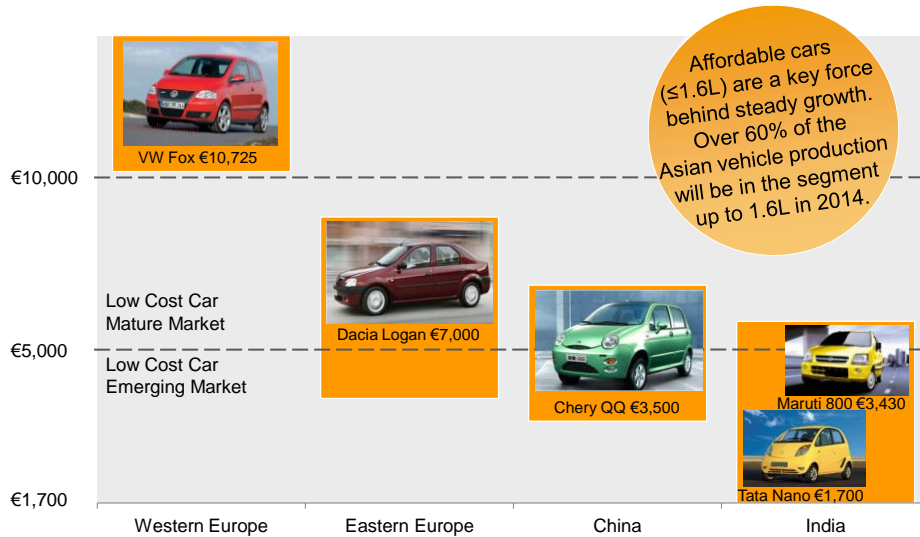 Affordable cars
(≤1.6L) are a key force
behind steady growth.
Over 60% of the
Asian vehicle production
will be in the segment
up to 1.6L in 2014.
VW Fox €10,725
€10,000
Dacia Logan €7,000
Low Cost Car
Mature Market
€5,000
Low Cost Car
Emerging Market
Chery QQ €3,500
Maruti 800 €3,430
Tata Nano €1,700
€1,700
Western Europe
Eastern Europe
China
India